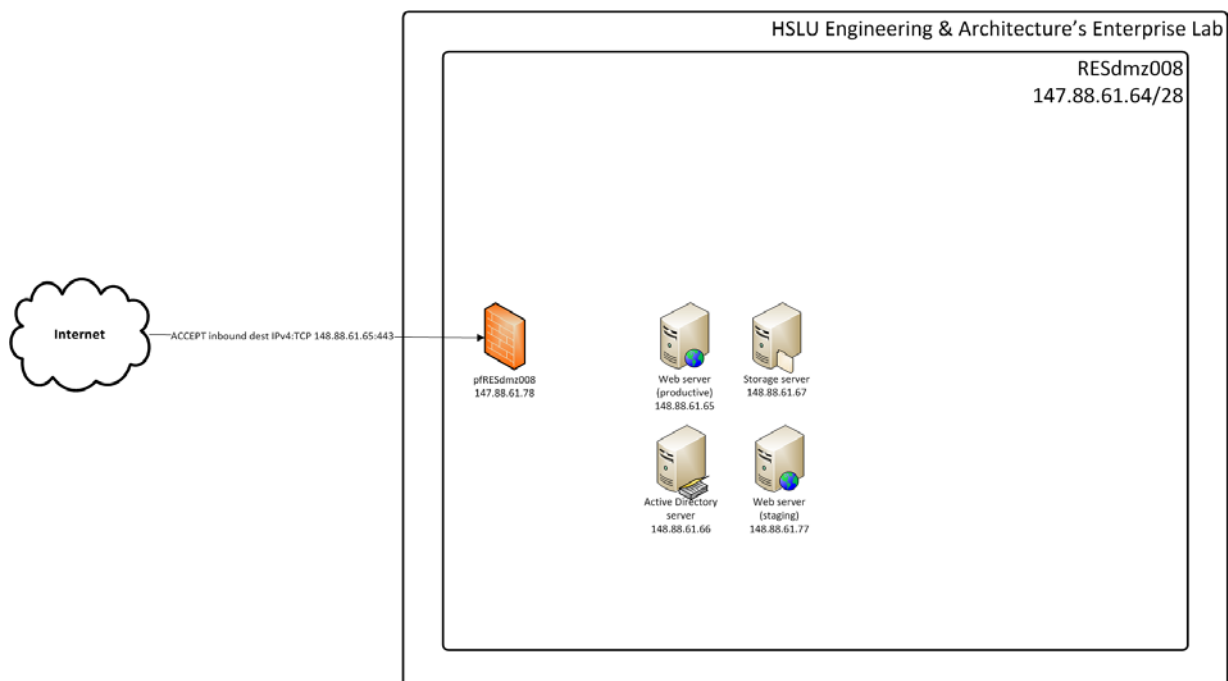 HSLU Engineering & Architecture's Enterprise Lab
RESdmz008
147.88.61.64/28
Internet
ACCEPT inbound dest IPv4:TCP 148.88.61.65:443
pfRESdmz008
147.88.61.78
Web server
(productive)
148.88.61.65
Storage server
148.88.61.67
Active Directory
server
148.88.61.66
Web server
(staging)
148.88.61.77